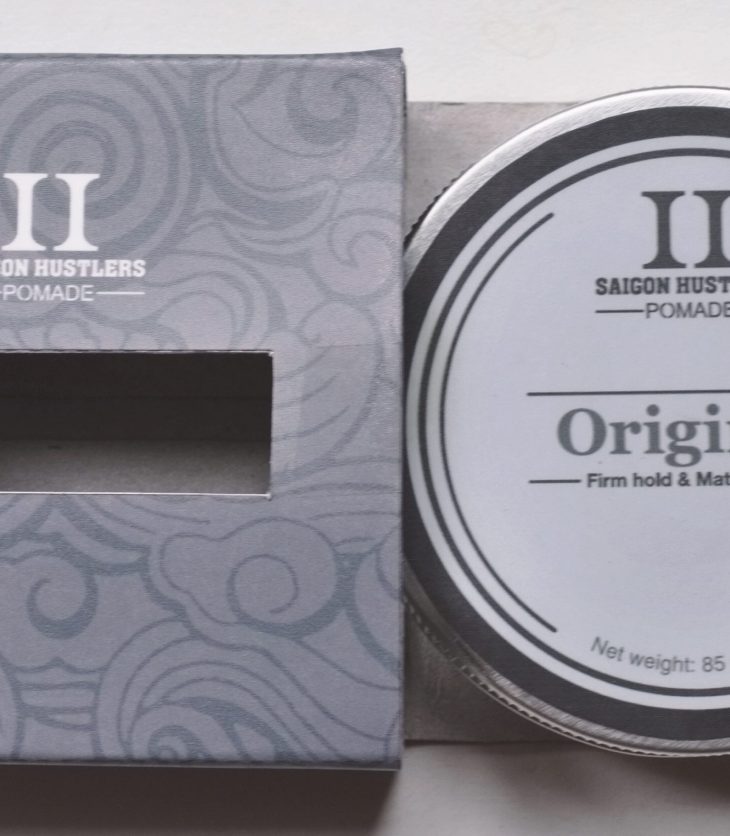 II
ON HUSTLERS
POMADE
II
SAIGON HUST
POMADE
Origi
Firm hold & Mat
Net weight: 85